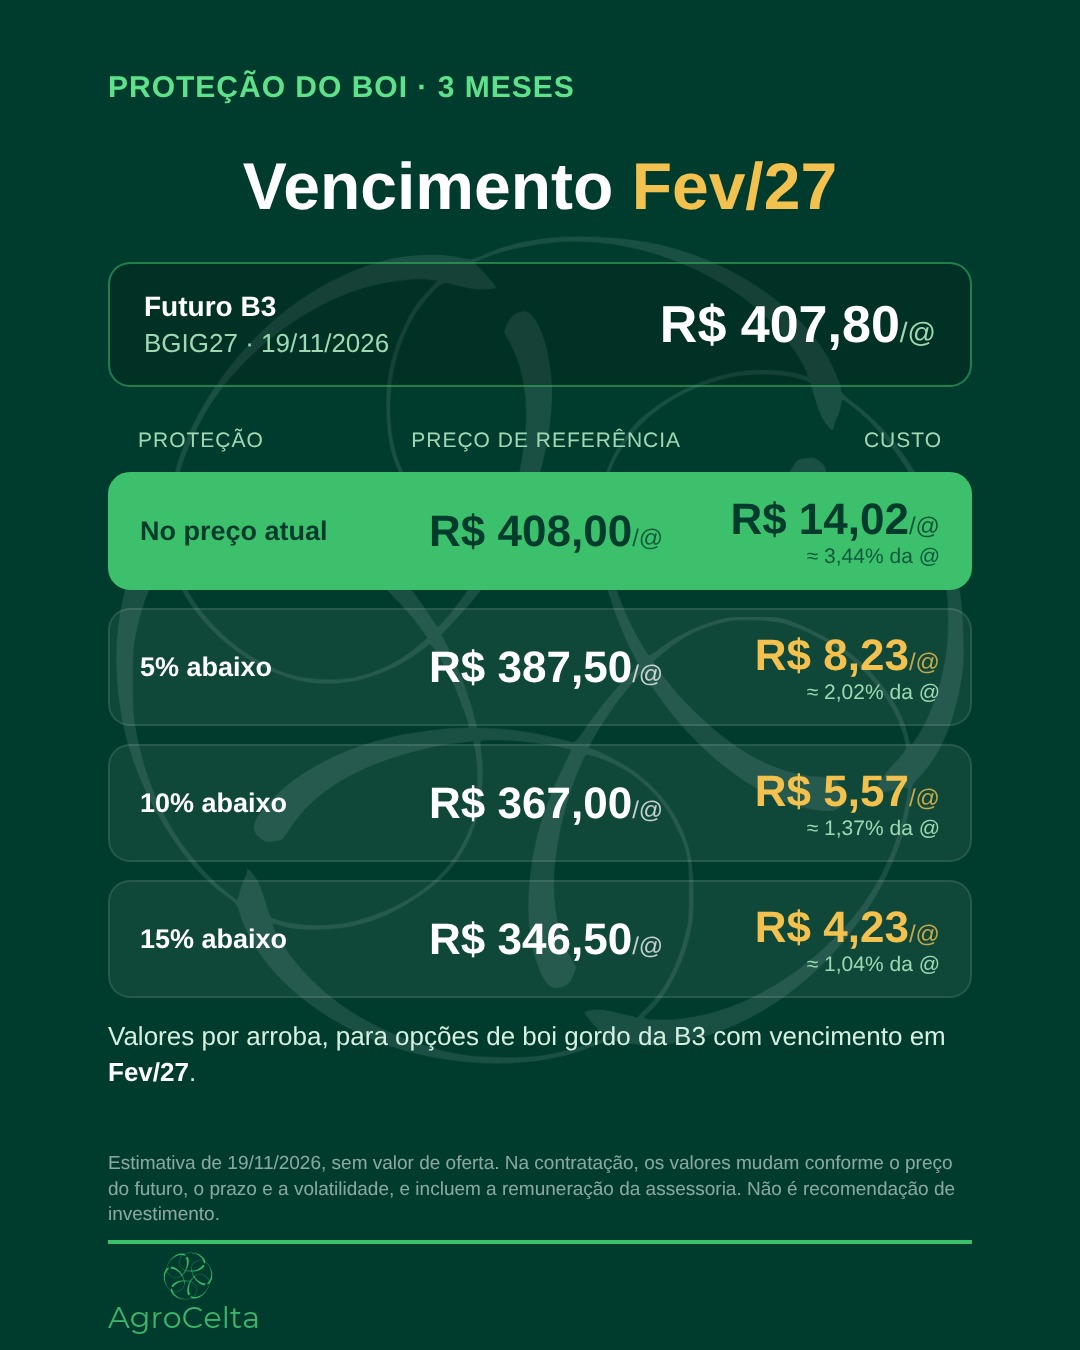 PROTEÇÃO DO BOI · 3 MESES
Vencimento Fev/27
Futuro B3
BGIG27 · 19/11/2026
R$ 407,80/@
PROTEÇÃO PREÇO DE REFERÊNCIA CUSTO
No preço atual R$ 408,00/@ R$ 14,02/@
≈ 3,44% da @
5% abaixo R$ 387,50/@ R$ 8,23/@
≈ 2,02% da @
10% abaixo R$ 367,00/@ R$ 5,57/@
≈ 1,37% da @
15% abaixo R$ 346,50/@ R$ 4,23/@
≈ 1,04% da @
Valores por arroba, para opções de boi gordo da B3 com vencimento em
Fev/27.
Estimativa de 19/11/2026, sem valor de oferta. Na contratação, os valores mudam conforme o preço
do futuro, o prazo e a volatilidade, e incluem a remuneração da assessoria. Não é recomendação de
investimento.
AgroCelta